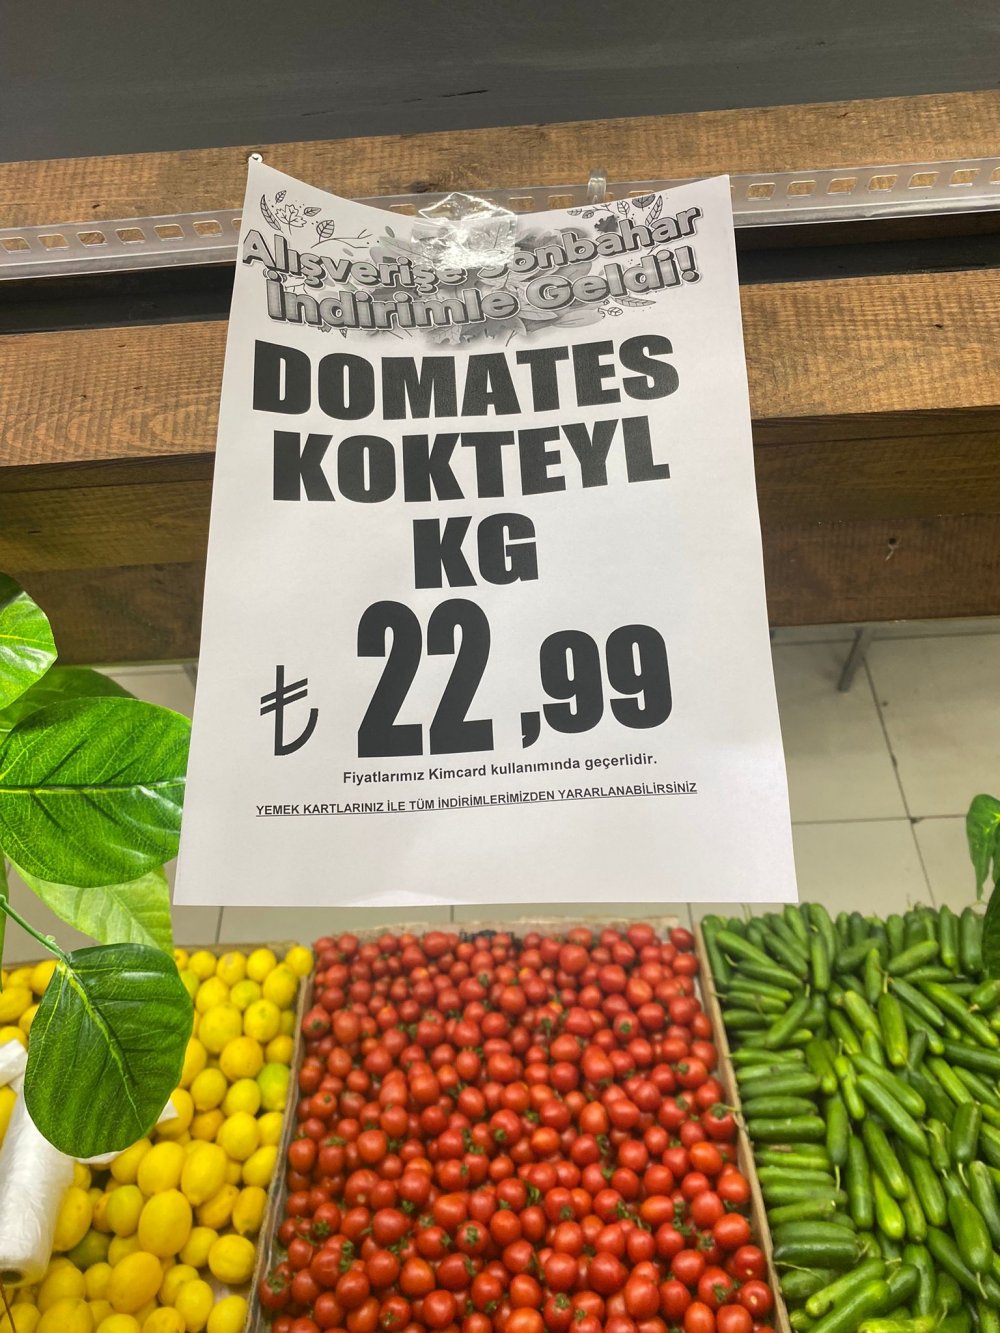 Alışverişe Sonbahar
İndirimle Geldi!
DOMATES
KOKTEYL
KG
₺ 22,99
Fiyatlarımız Kimcard kullanımında geçerlidir.
YEMEK KARTLARINIZ İLE TÜM İNDİRİMLERİMİZDEN YARARLANABİLİRSİNİZ